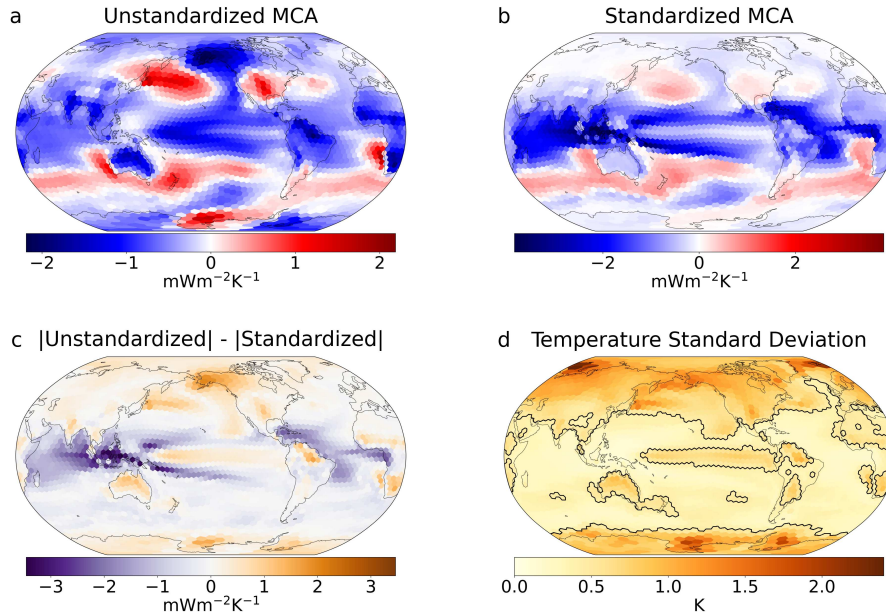 a Unstandardized MCA
b Standardized MCA
−2 −1 0 1 2
mWm⁻²K⁻¹
−2 0 2
mWm⁻²K⁻¹
c |Unstandardized| - |Standardized|
d Temperature Standard Deviation
−3 −2 −1 0 1 2 3
mWm⁻²K⁻¹
0.0 0.5 1.0 1.5 2.0
K